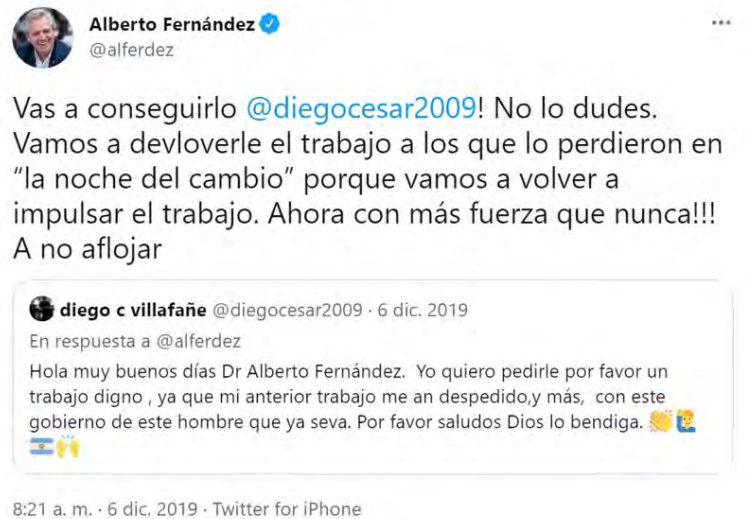 Alberto Fernández
@alferdez
Vas a conseguirlo @diegocesar2009! No lo dudes.
Vamos a devloverle el trabajo a los que lo perdieron en
“la noche del cambio” porque vamos a volver a
impulsar el trabajo. Ahora con más fuerza que nunca!!!
A no aflojar
diego c villafañe @diegocesar2009 · 6 dic. 2019
En respuesta a @alferdez
Hola muy buenos días Dr Alberto Fernández. Yo quiero pedirle por favor un
trabajo digno , ya que mi anterior trabajo me an despedido,y más, con este
gobierno de este hombre que ya seva. Por favor saludos Dios lo bendiga. 👏🙋‍♂️
🇦🇷🙌
8:21 a. m. · 6 dic. 2019 · Twitter for iPhone